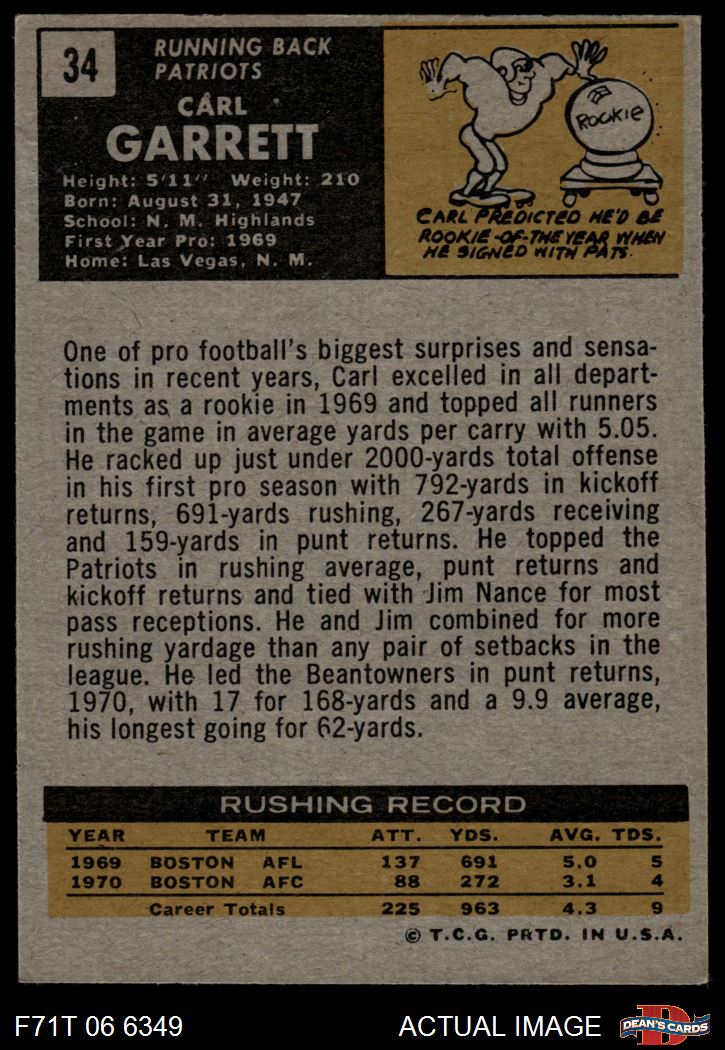 34
RUNNING BACK
PATRIOTS
CARL
GARRETT
Height: 5'11" Weight: 210
Born: August 31, 1947
School: N. M. Highlands
First Year Pro: 1969
Home: Las Vegas, N. M.
ROOKIE
CARL PREDICTED HE'D BE
ROOKIE-OF-THE YEAR WHEN
HE SIGNED WITH PATS.
One of pro football's biggest surprises and sensa-
tions in recent years, Carl excelled in all depart-
ments as a rookie in 1969 and topped all runners
in the game in average yards per carry with 5.05.
He racked up just under 2000-yards total offense
in his first pro season with 792-yards in kickoff
returns, 691-yards rushing, 267-yards receiving
and 159-yards in punt returns. He topped the
Patriots in rushing average, punt returns and
kickoff returns and tied with Jim Nance for most
pass receptions. He and Jim combined for more
rushing yardage than any pair of setbacks in the
league. He led the Beantowners in punt returns,
1970, with 17 for 168-yards and a 9.9 average,
his longest going for 62-yards.
RUSHING RECORD
YEAR TEAM ATT. YDS. AVG. TDS.
1969 BOSTON AFL 137 691 5.0 5
1970 BOSTON AFC 88 272 3.1 4
Career Totals 225 963 4.3 9
© T.C.G. PRTD. IN U.S.A.
F71T 06 6349 ACTUAL IMAGE D DEAN'S CARDS